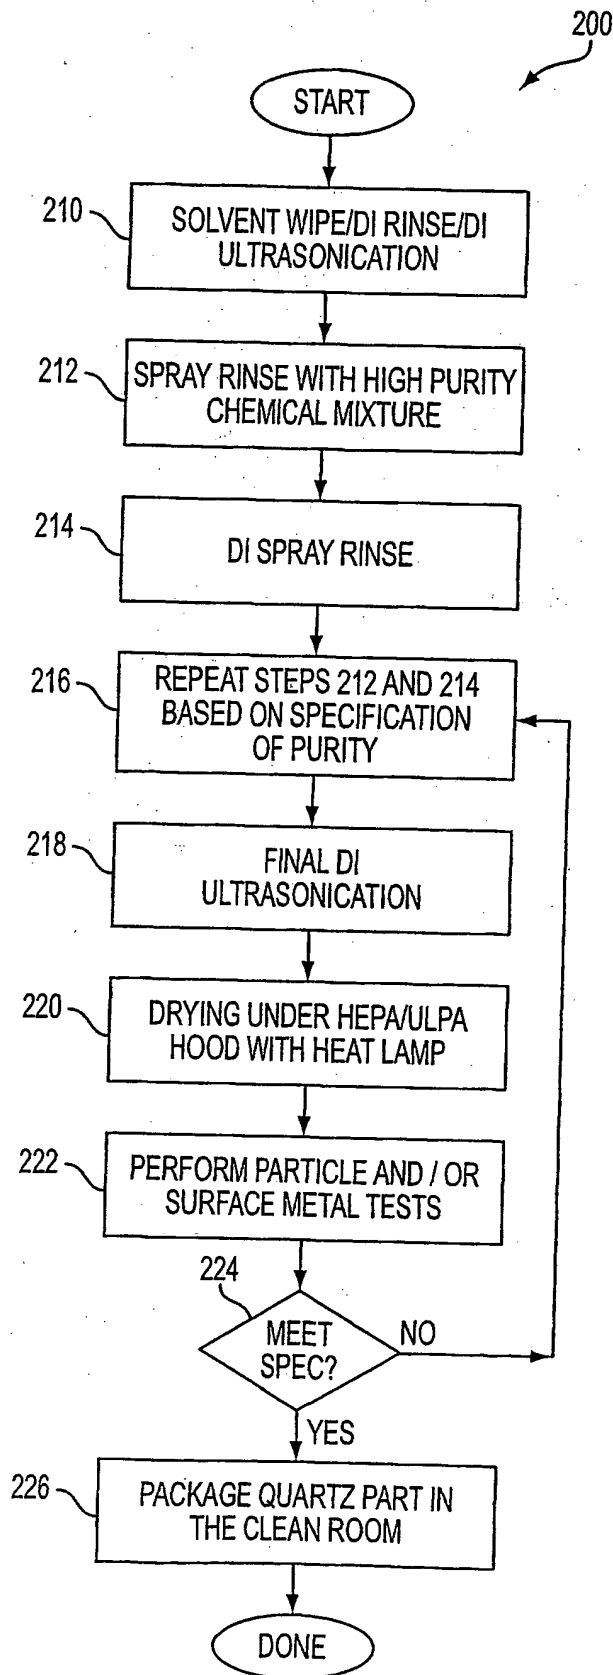 200
START
210
SOLVENT WIPE/DI RINSE/DI
ULTRASONICATION
212
SPRAY RINSE WITH HIGH PURITY
CHEMICAL MIXTURE
214
DI SPRAY RINSE
216
REPEAT STEPS 212 AND 214
BASED ON SPECIFICATION
OF PURITY
218
FINAL DI
ULTRASONICATION
220
DRYING UNDER HEPA/ULPA
HOOD WITH HEAT LAMP
222
PERFORM PARTICLE AND / OR
SURFACE METAL TESTS
224
MEET
SPEC?
NO
YES
226
PACKAGE QUARTZ PART IN
THE CLEAN ROOM
DONE